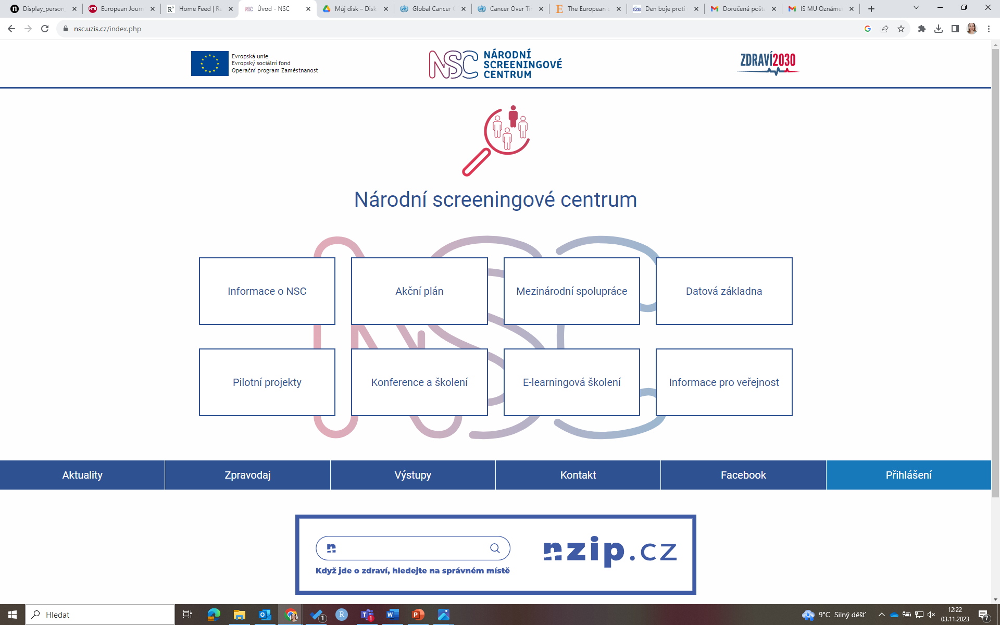 Display_person
European Journ
Home Feed | Re
Úvod - NSC
Můj disk – Disk
Global Cancer
Cancer Over Tim
The European
Den boje proti
Doručená pošta
IS MU Oznáme
nsc.uzis.cz/index.php
Evropská unie
Evropský sociální fond
Operační program Zaměstnanost
NSC
NÁRODNÍ
SCREENINGOVÉ
CENTRUM
ZDRAVÍ2030
Národní screeningové centrum
Informace o NSC
Akční plán
Mezinárodní spolupráce
Datová základna
Pilotní projekty
Konference a školení
E-learningová školení
Informace pro veřejnost
Aktuality
Zpravodaj
Výstupy
Kontakt
Facebook
Přihlášení
n
Když jde o zdraví, hledejte na správném místě
nzip.cz
Hledat
9°C Silný déšť
12:22
03.11.2023